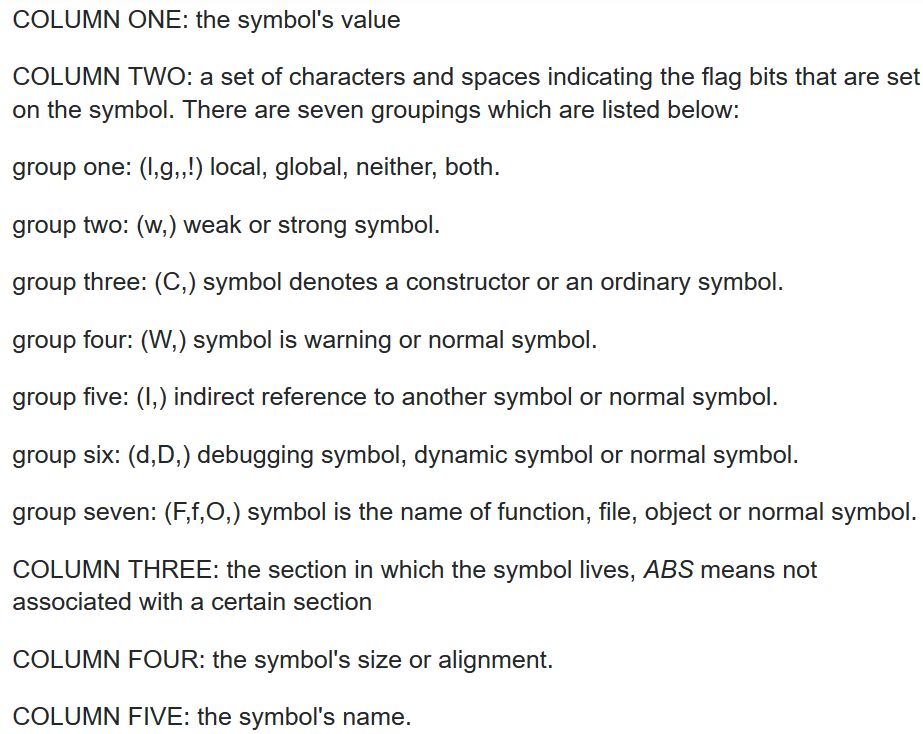 COLUMN ONE: the symbol's value
COLUMN TWO: a set of characters and spaces indicating the flag bits that are set
on the symbol. There are seven groupings which are listed below:
group one: (l,g,,!) local, global, neither, both.
group two: (w,) weak or strong symbol.
group three: (C,) symbol denotes a constructor or an ordinary symbol.
group four: (W,) symbol is warning or normal symbol.
group five: (I,) indirect reference to another symbol or normal symbol.
group six: (d,D,) debugging symbol, dynamic symbol or normal symbol.
group seven: (F,f,O,) symbol is the name of function, file, object or normal symbol.
COLUMN THREE: the section in which the symbol lives, ABS means not
associated with a certain section
COLUMN FOUR: the symbol's size or alignment.
COLUMN FIVE: the symbol's name.